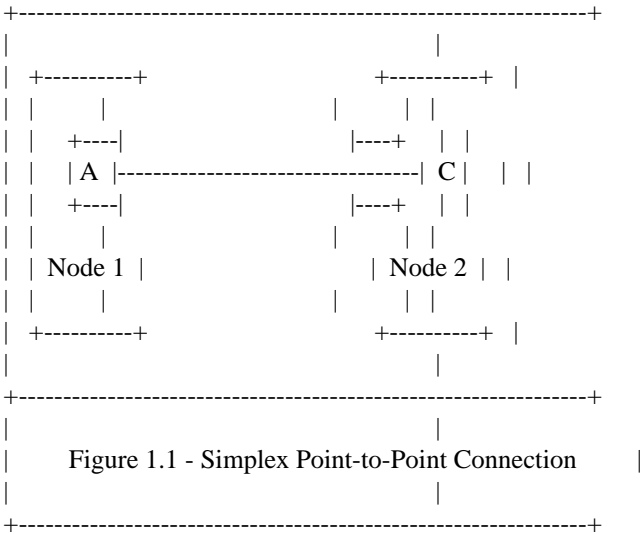 +----------------------------------------------------------------+
|                                                                |
|   +----------+                          +----------+   |
|   |          |                          |          |   |
|   |     +----|                          |----+     |   |
|   |     | A |----------------------------------| C |     |   |
|   |     +----|                          |----+     |   |
|   |          |                          |          |   |
|   |  Node 1  |                          |  Node 2  |   |
|   |          |                          |          |   |
|   +----------+                          +----------+   |
|                                                                |
+----------------------------------------------------------------+
|                                                                |
|        Figure 1.1 - Simplex Point-to-Point Connection        |
|                                                                |
+----------------------------------------------------------------+